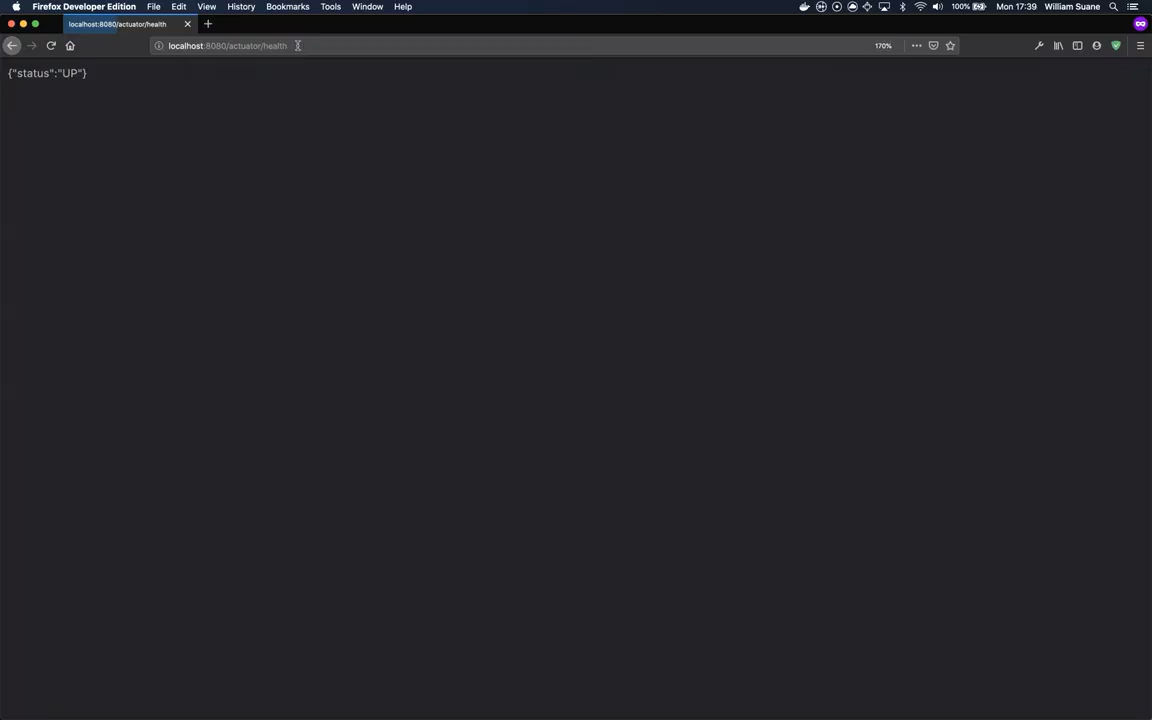 Firefox Developer Edition File Edit View History Bookmarks Tools Window Help 100% Mon 17:39 William Suane
localhost:8080/actuator/health
localhost:8080/actuator/health 170%
{"status":"UP"}